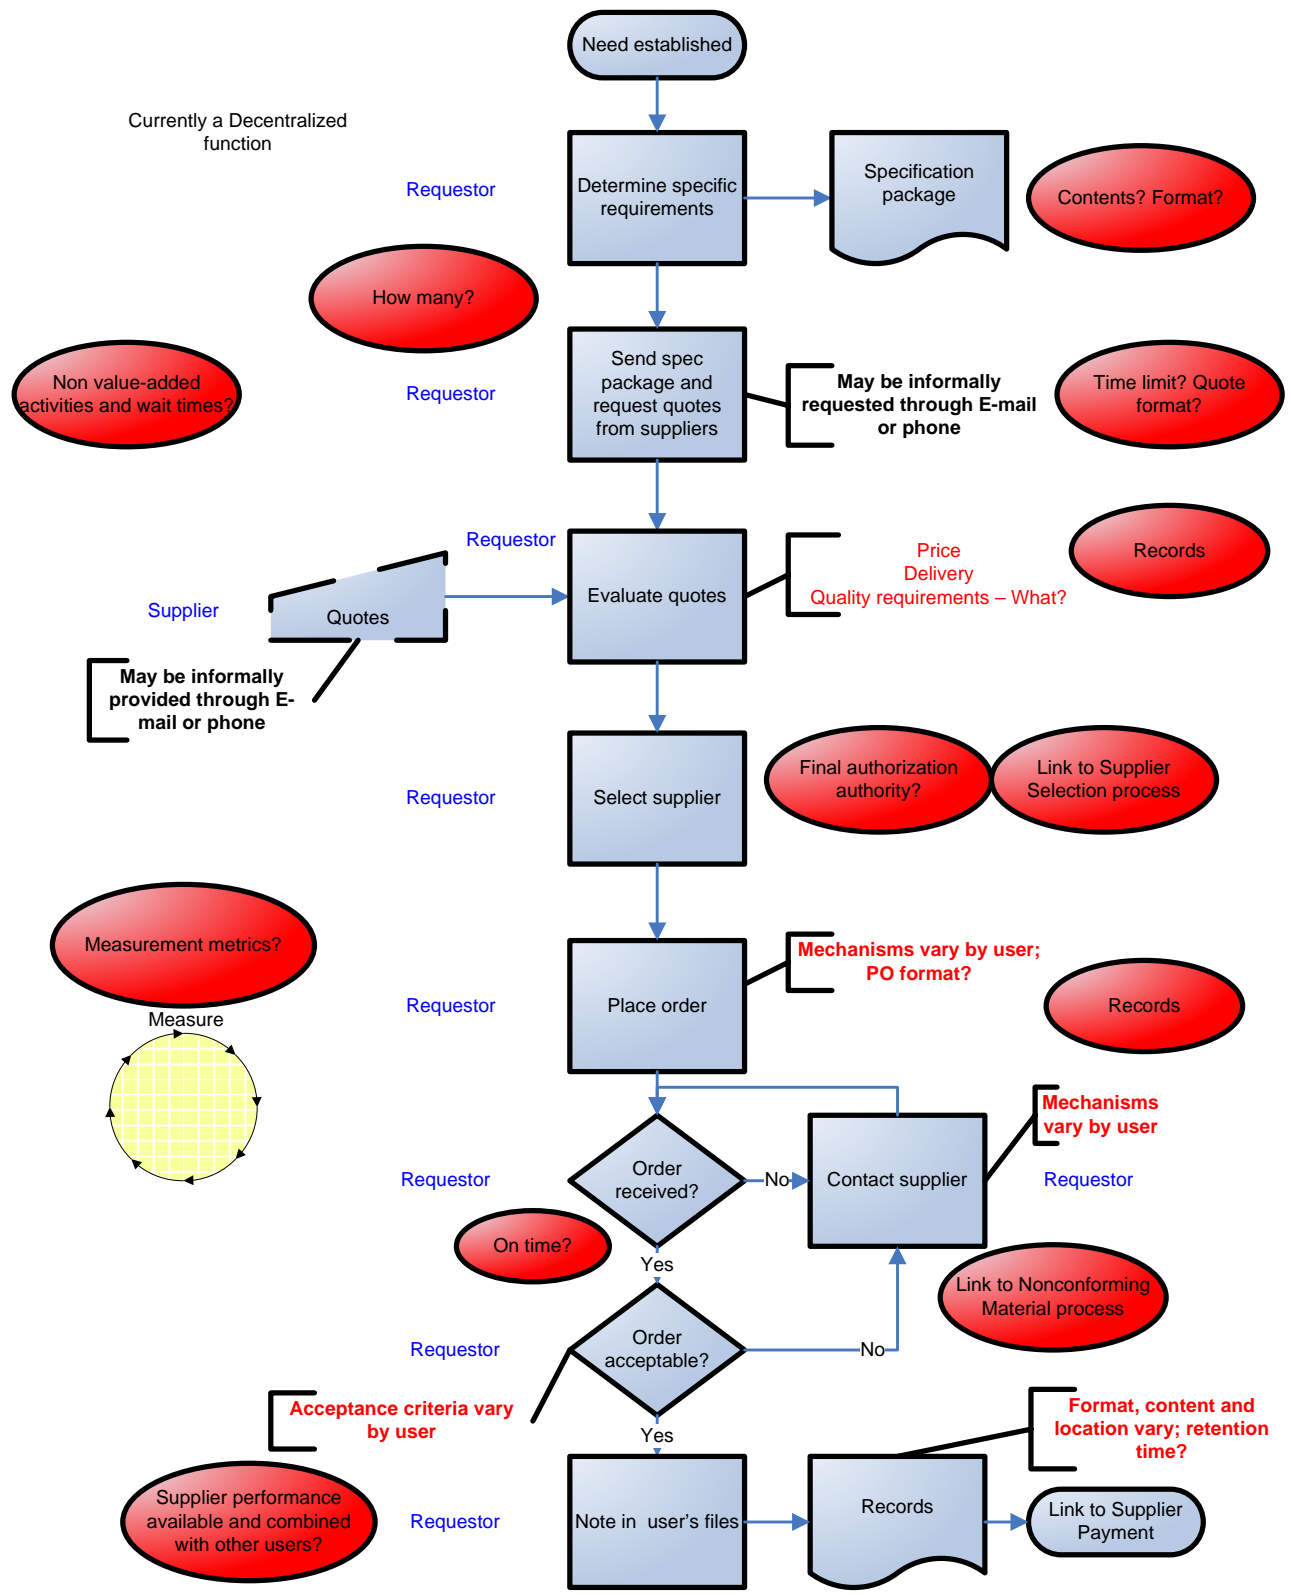 Need established
Currently a Decentralized
function
Requestor
Determine specific
requirements
Specification
package
Contents? Format?
How many?
Non value-added
activities and wait times?
Requestor
Send spec
package and
request quotes
from suppliers
May be informally
requested through E-mail
or phone
Time limit? Quote
format?
Requestor
Supplier
Quotes
Evaluate quotes
Price
Delivery
Quality requirements – What?
Records
May be informally
provided through E-
mail or phone
Requestor
Select supplier
Final authorization
authority?
Link to Supplier
Selection process
Measurement metrics?
Measure
Requestor
Place order
Mechanisms vary by user;
PO format?
Records
Requestor
Order
received?
No
Contact supplier
Mechanisms
vary by user
Requestor
On time?
Yes
Link to Nonconforming
Material process
Requestor
Order
acceptable?
No
Acceptance criteria vary
by user
Yes
Format, content and
location vary; retention
time?
Supplier performance
available and combined
with other users?
Requestor
Note in  user's files
Records
Link to Supplier
Payment